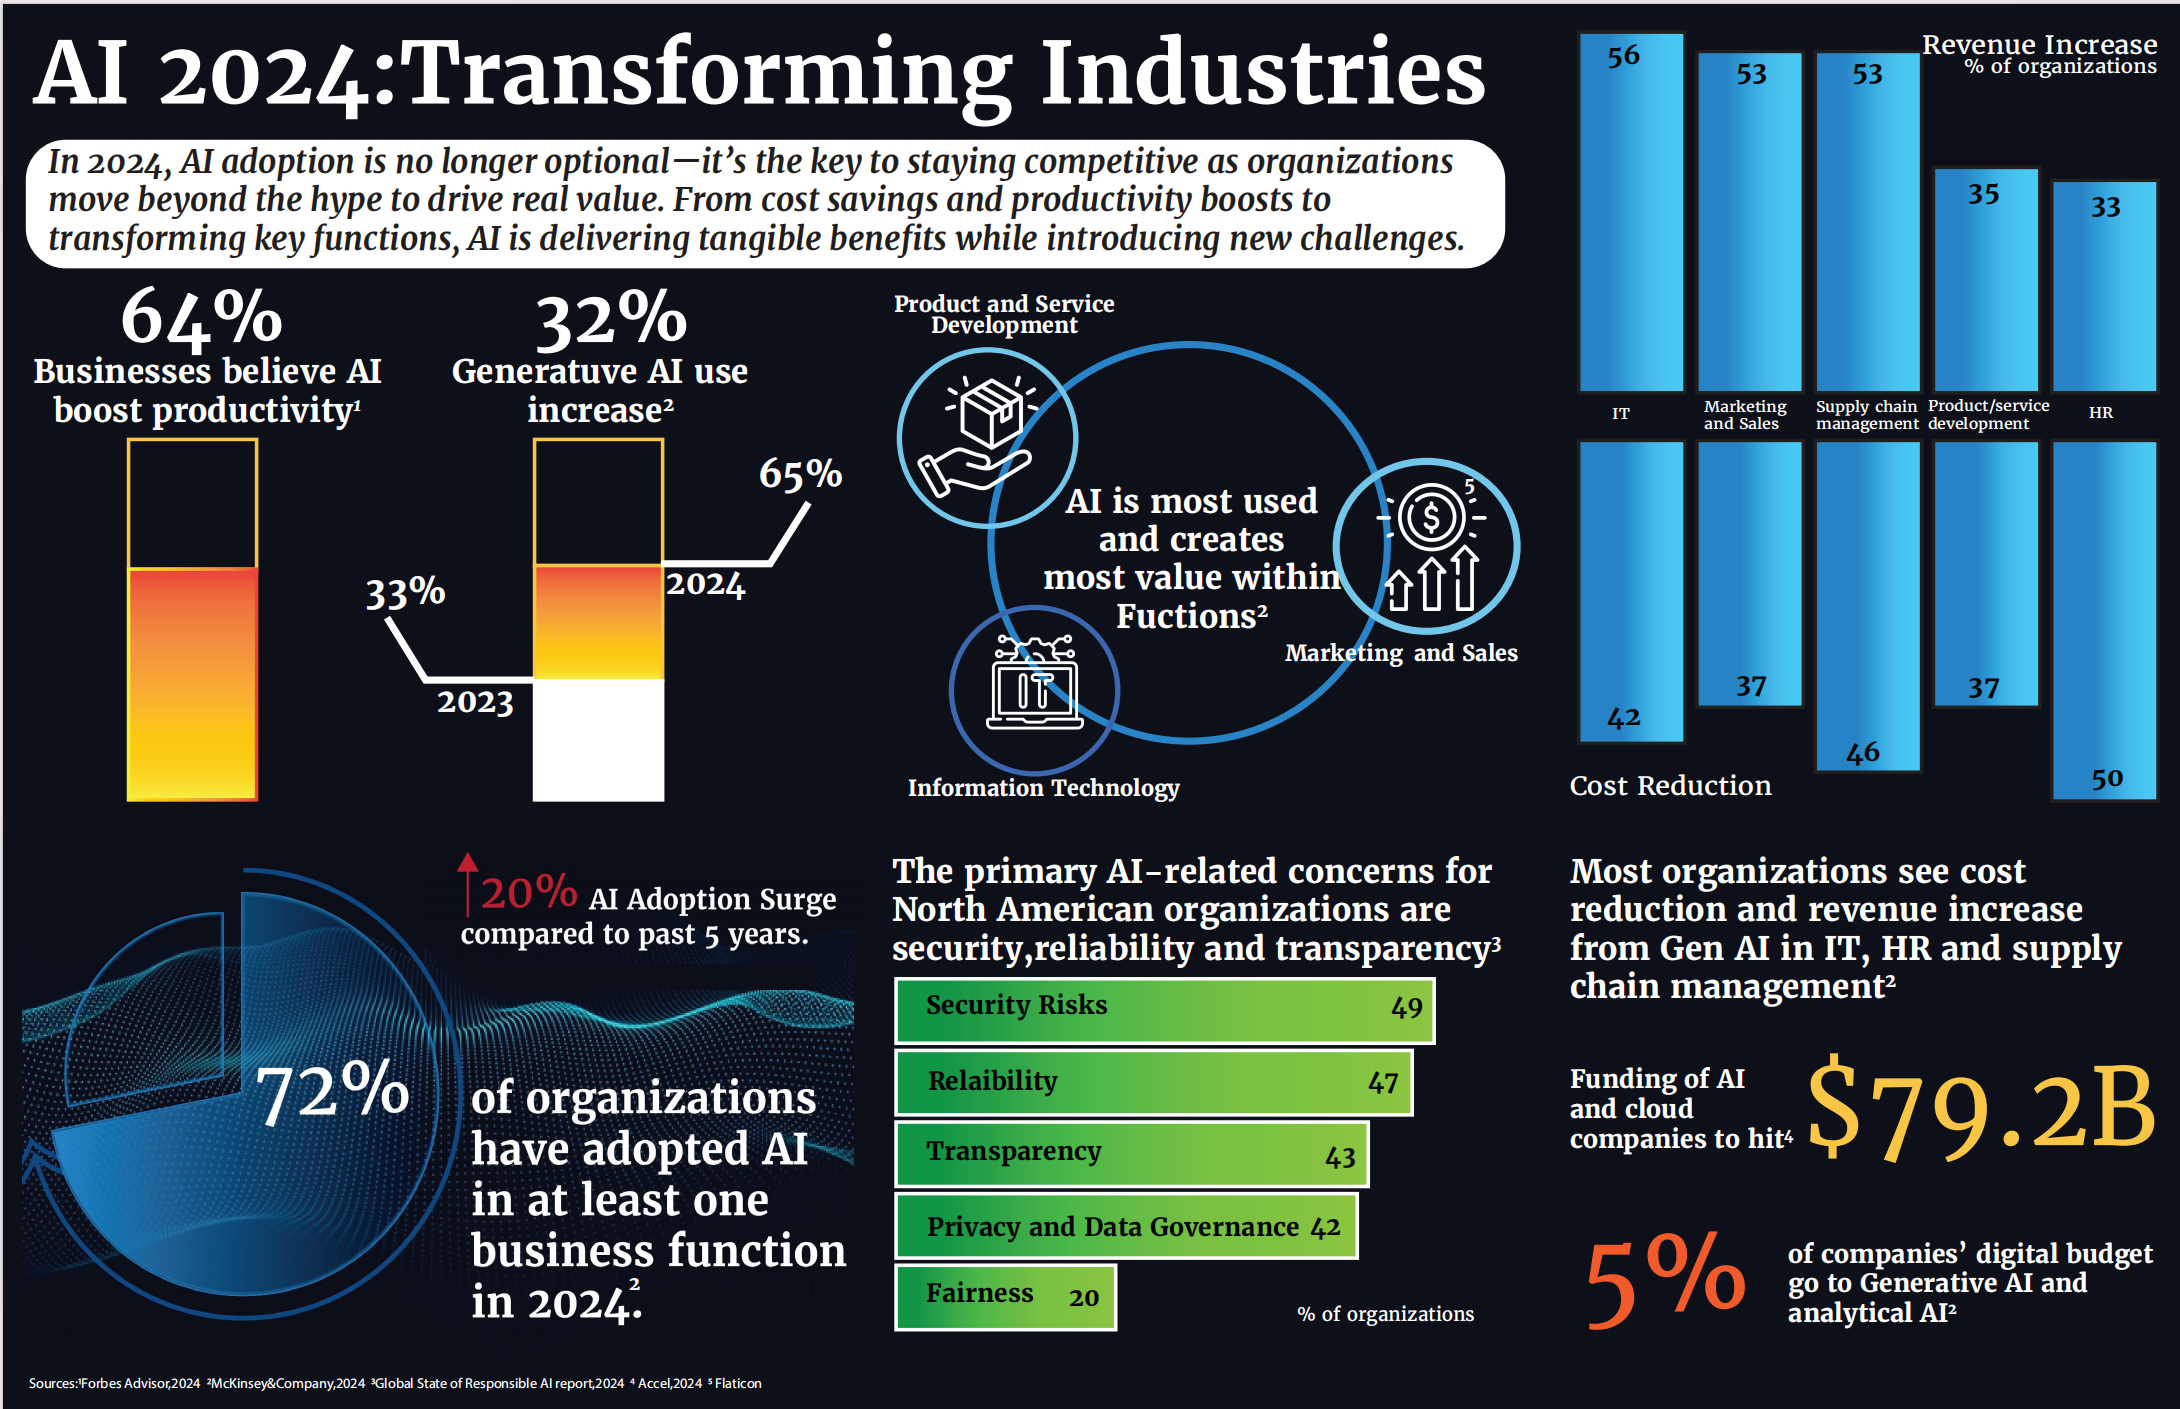 AI 2024:Transforming Industries
In 2024, AI adoption is no longer optional—it's the key to staying competitive as organizations
move beyond the hype to drive real value. From cost savings and productivity boosts to
transforming key functions, AI is delivering tangible benefits while introducing new challenges.
64%
Businesses believe AI
boost productivity¹
32%
Generatuve AI use
increase²
33%
2023
65%
2024
Product and Service
Development
AI is most used
and creates
most value within
Fuctions²
5
Marketing and Sales
IT
Information Technology
Revenue Increase
% of organizations
56
53
53
35
33
IT
Marketing
and Sales
Supply chain
management
Product/service
development
HR
42
37
46
37
50
Cost Reduction
20% AI Adoption Surge
compared to past 5 years.
72%
of organizations
have adopted AI
in at least one
business function
in 2024.²
The primary AI-related concerns for
North American organizations are
security,reliability and transparency³
Security Risks 49
Relaibility 47
Transparency 43
Privacy and Data Governance 42
Fairness 20
% of organizations
Most organizations see cost
reduction and revenue increase
from Gen AI in IT, HR and supply
chain management²
Funding of AI
and cloud
companies to hit⁴
$79.2B
5%
of companies' digital budget
go to Generative AI and
analytical AI²
Sources:¹Forbes Advisor,2024 ²McKinsey&Company,2024 ³Global State of Responsible AI report,2024 ⁴ Accel,2024 ⁵ Flaticon